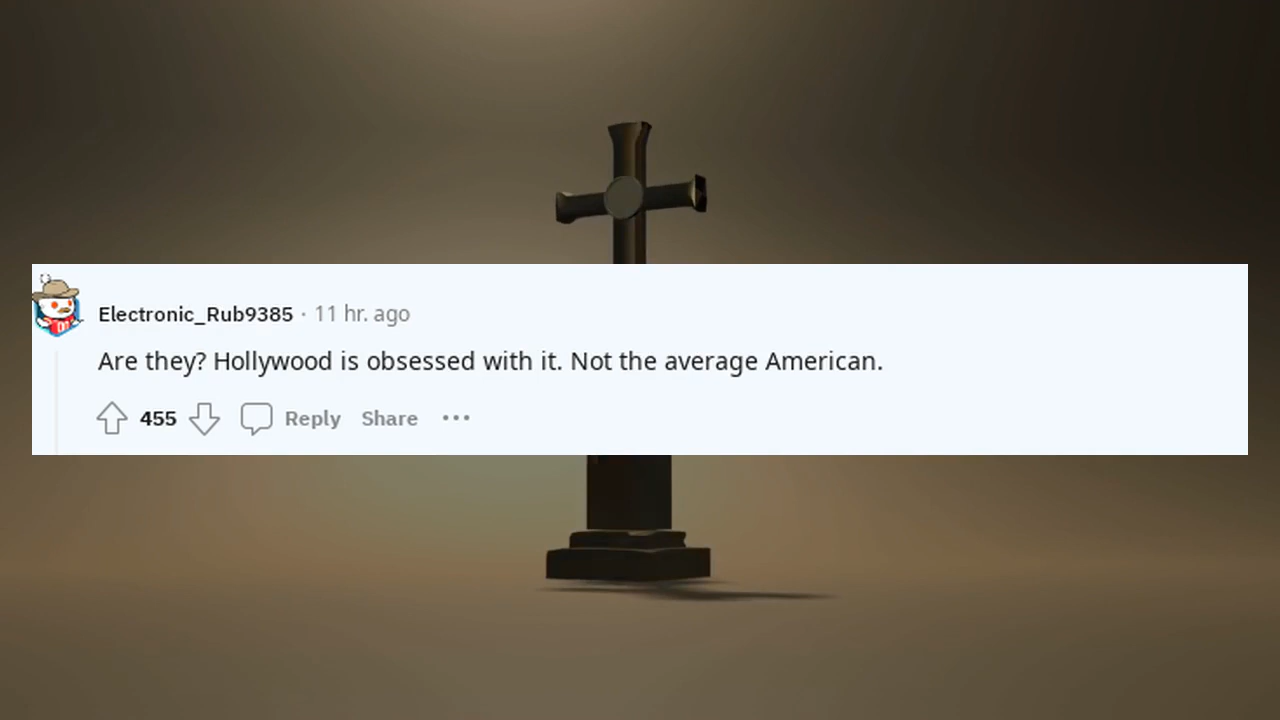 Electronic_Rub9385 · 11 hr. ago
Are they? Hollywood is obsessed with it. Not the average American.
455 Reply Share ···